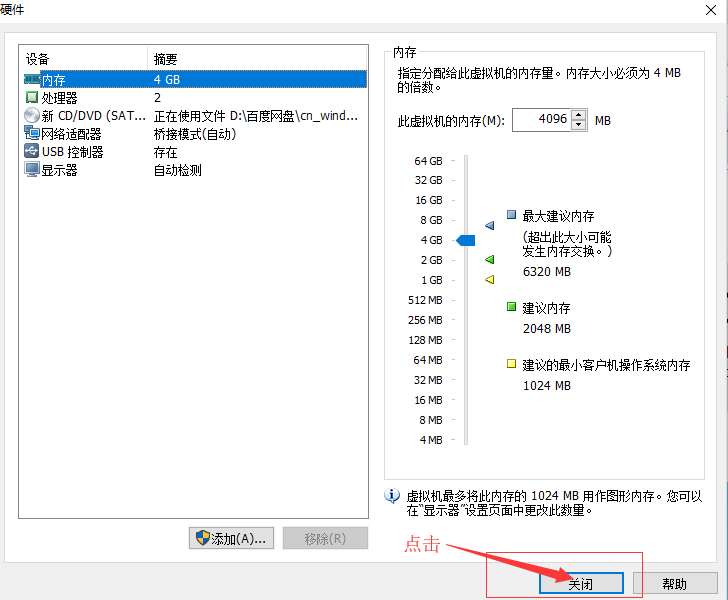 硬件
设备 摘要
内存 4 GB
处理器 2
新 CD/DVD (SAT... 正在使用文件 D:\百度网盘\cn_wind...
网络适配器 桥接模式(自动)
USB 控制器 存在
显示器 自动检测
添加(A)...
移除(R)
内存
指定分配给此虚拟机的内存量。内存大小必须为 4 MB
的倍数。
此虚拟机的内存(M): 4096 MB
64 GB
32 GB
16 GB
8 GB
4 GB
2 GB
1 GB
512 MB
256 MB
128 MB
64 MB
32 MB
16 MB
8 MB
4 MB
最大建议内存
(超出此大小可能
发生内存交换。)
6320 MB
建议内存
2048 MB
建议的最小客户机操作系统内存
1024 MB
虚拟机最多将此内存的 1024 MB 用作图形内存。您可以
在"显示器"设置页面中更改此数量。
点击
关闭
帮助